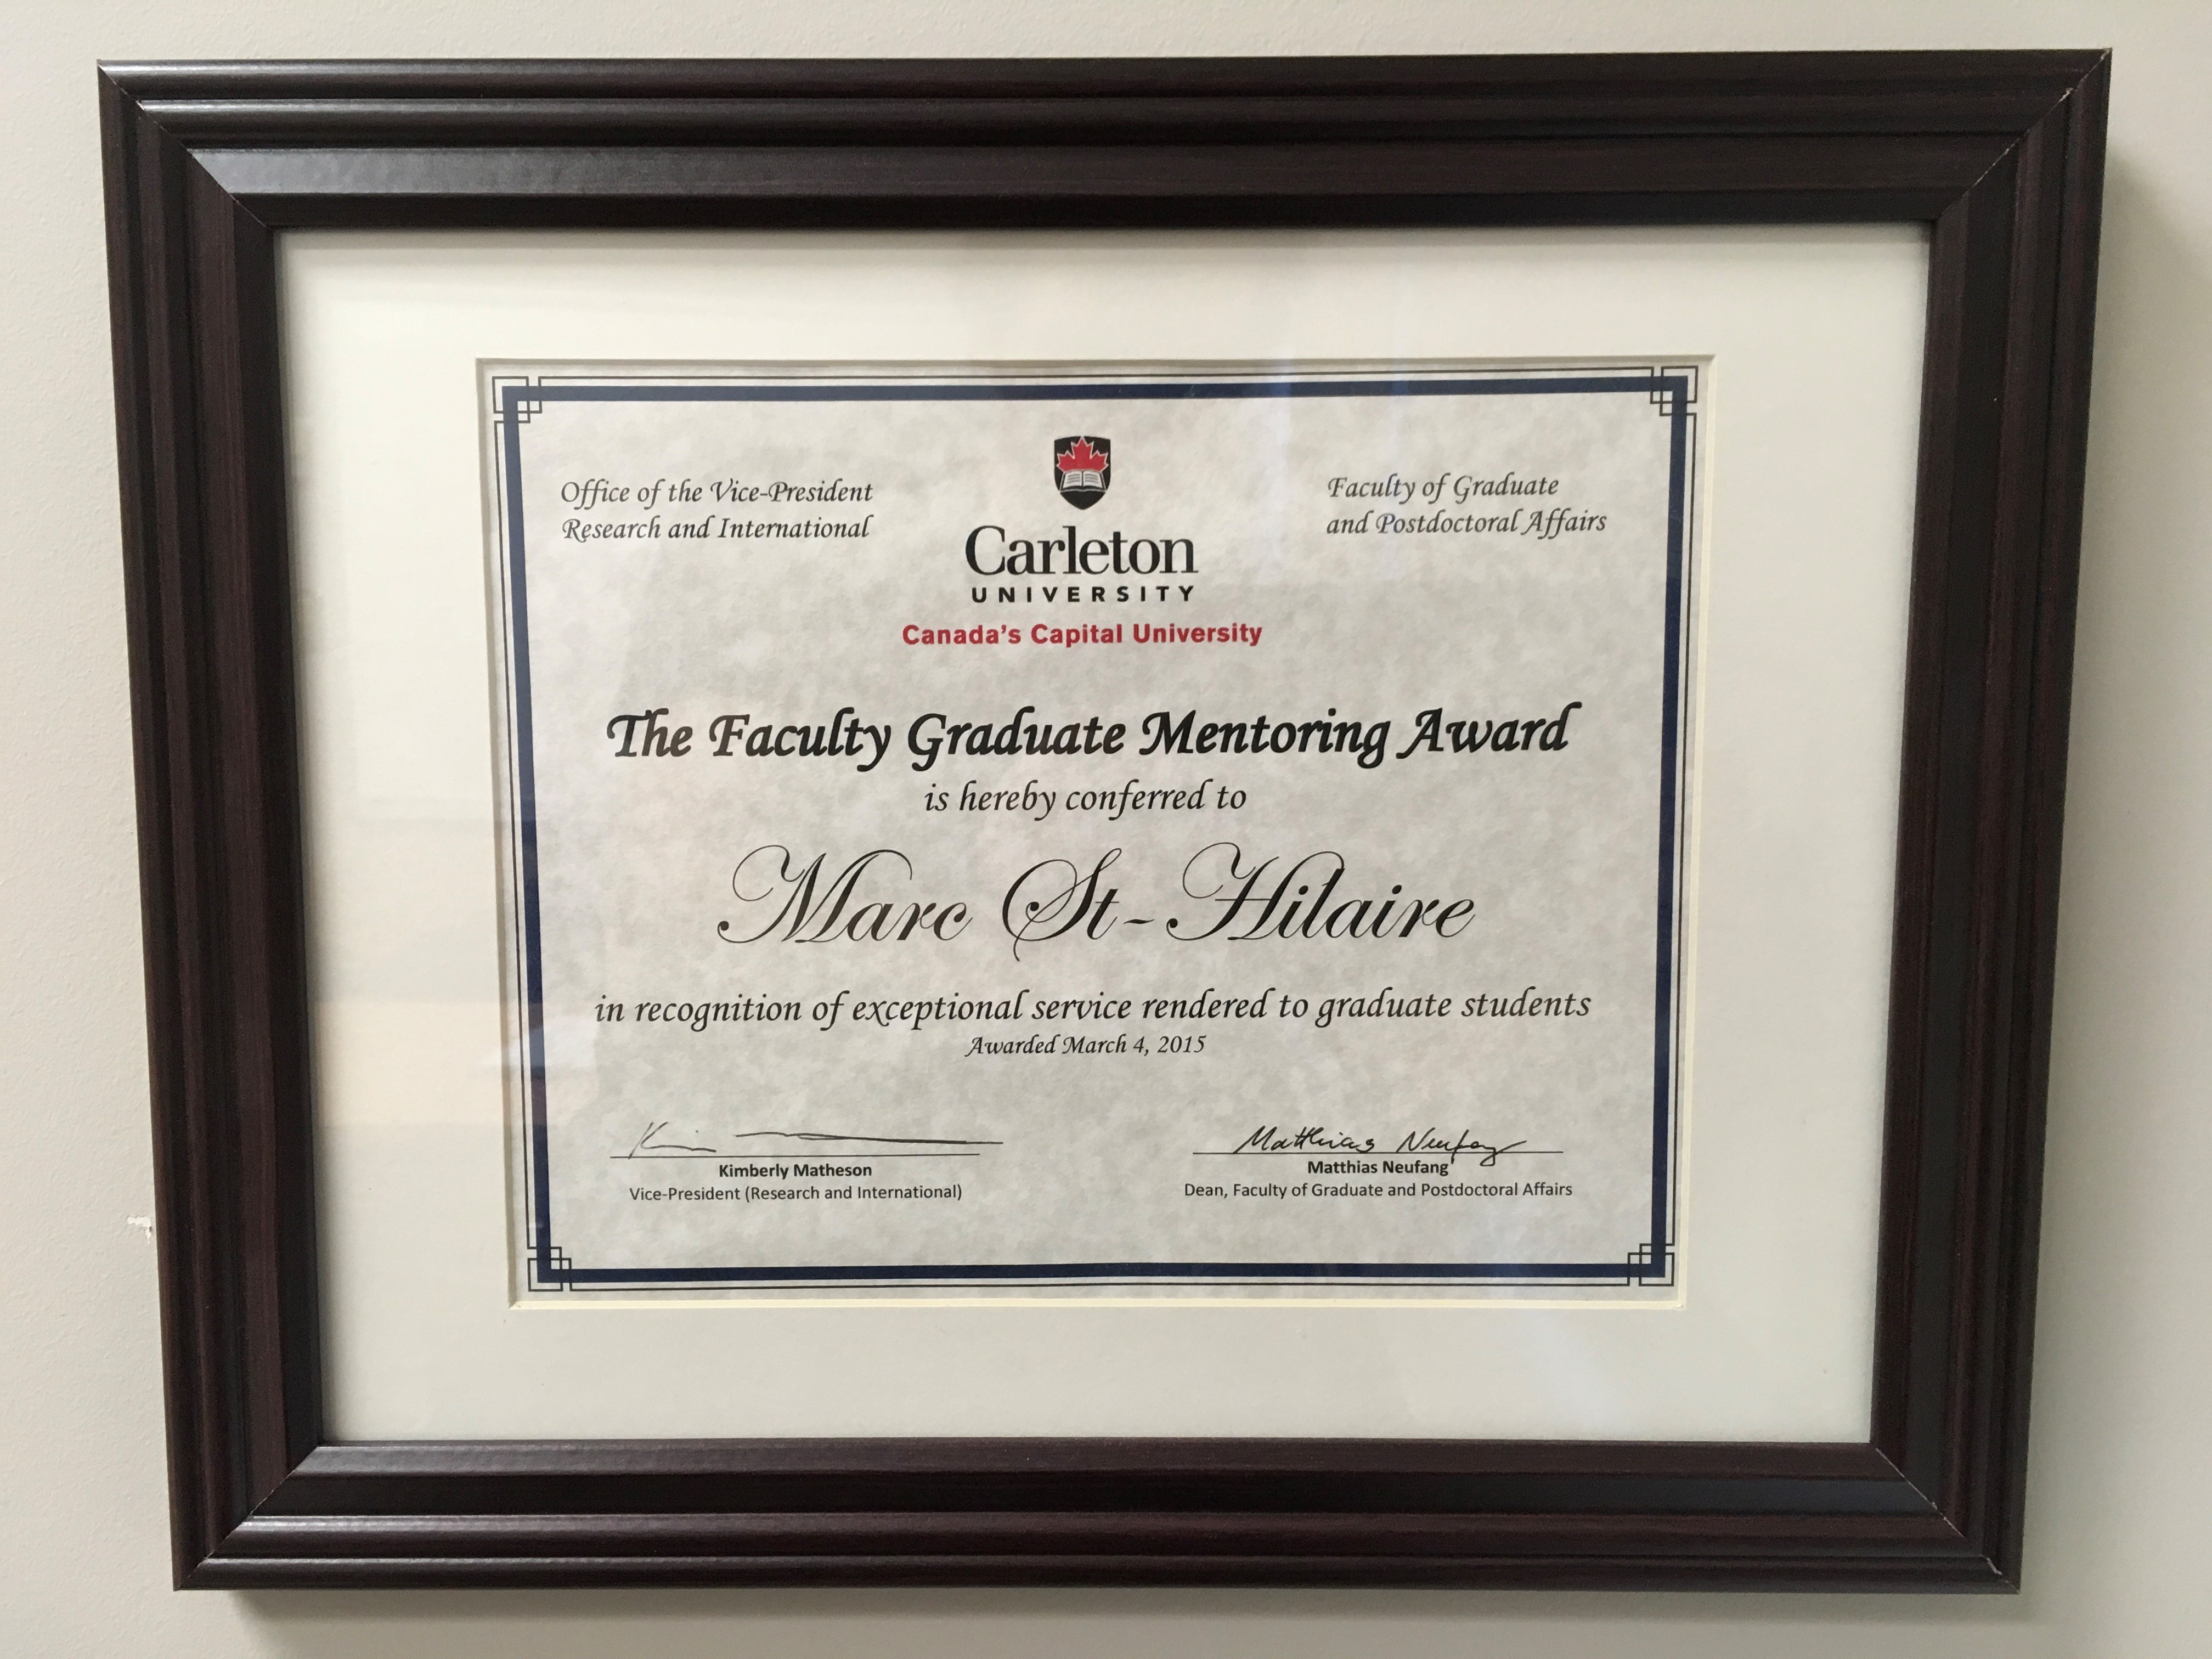 Office of the Vice-President
Research and International
Carleton
UNIVERSITY
Canada's Capital University
Faculty of Graduate
and Postdoctoral Affairs
The Faculty Graduate Mentoring Award
is hereby conferred to
Marc St-Hilaire
in recognition of exceptional service rendered to graduate students
Awarded March 4, 2015
Kimberly Matheson
Vice-President (Research and International)
Matthias Neufang
Matthias Neufang
Dean, Faculty of Graduate and Postdoctoral Affairs